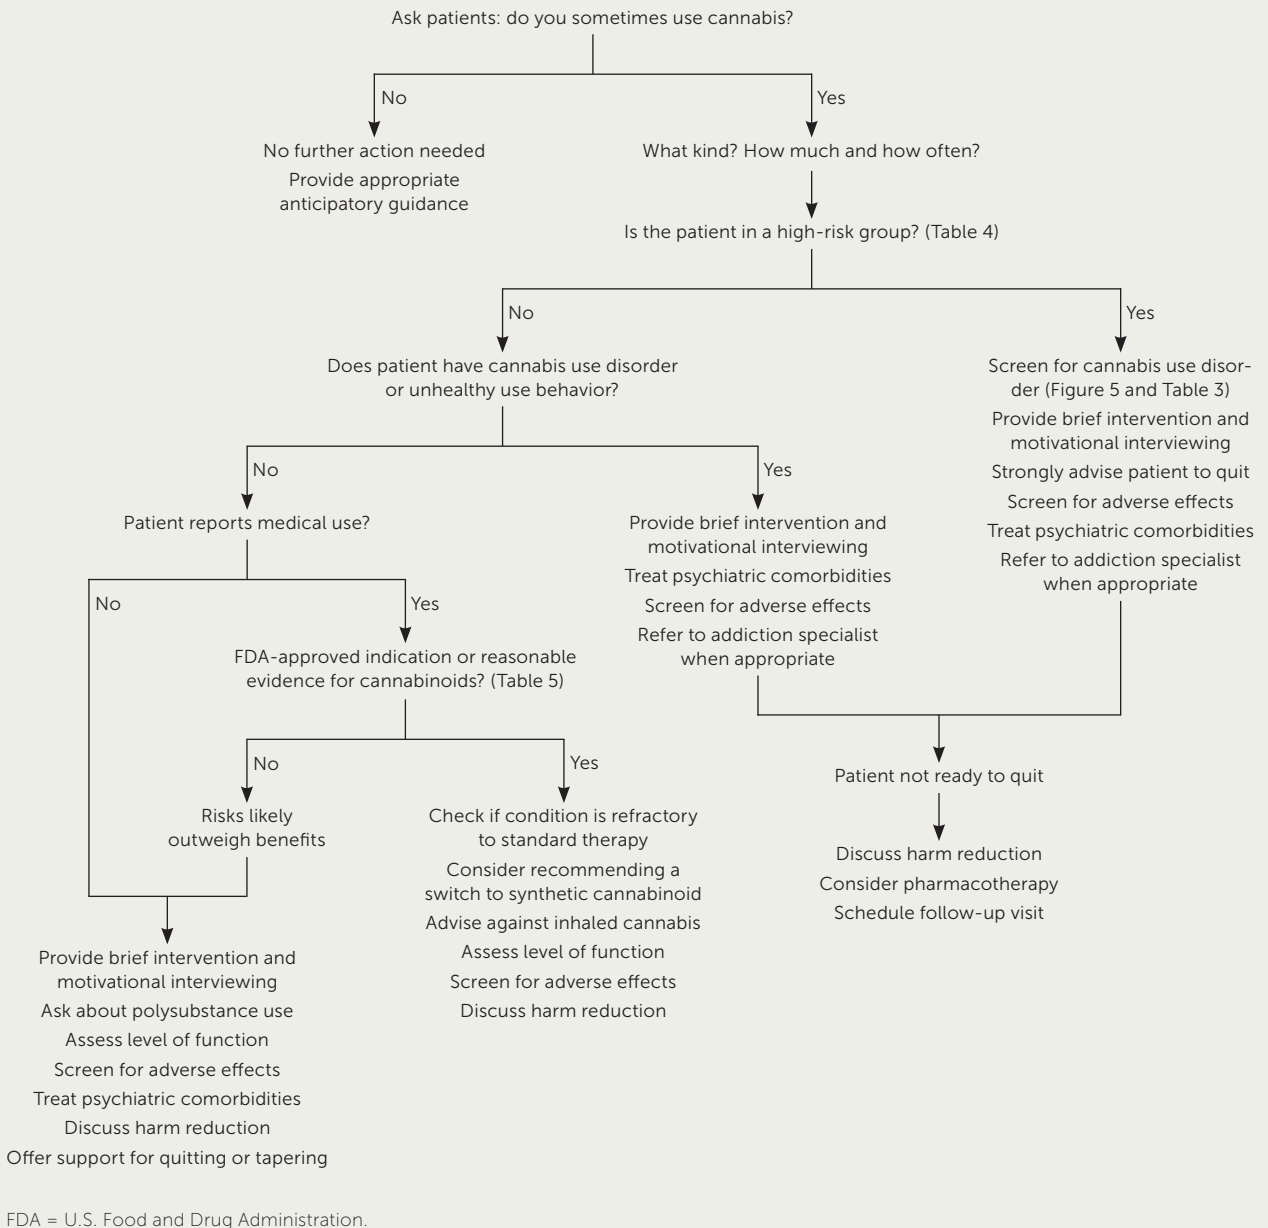 Ask patients: do you sometimes use cannabis?
No
Yes
No further action needed
Provide appropriate
anticipatory guidance
What kind? How much and how often?
Is the patient in a high-risk group? (Table 4)
No
Yes
Does patient have cannabis use disorder
or unhealthy use behavior?
Screen for cannabis use disor-
der (Figure 5 and Table 3)
Provide brief intervention and
motivational interviewing
Strongly advise patient to quit
Screen for adverse effects
Treat psychiatric comorbidities
Refer to addiction specialist
when appropriate
No
Yes
Patient reports medical use?
Provide brief intervention and
motivational interviewing
Treat psychiatric comorbidities
Screen for adverse effects
Refer to addiction specialist
when appropriate
No
Yes
FDA-approved indication or reasonable
evidence for cannabinoids? (Table 5)
No
Yes
Risks likely
outweigh benefits
Check if condition is refractory
to standard therapy
Consider recommending a
switch to synthetic cannabinoid
Advise against inhaled cannabis
Assess level of function
Screen for adverse effects
Discuss harm reduction
Patient not ready to quit
Discuss harm reduction
Consider pharmacotherapy
Schedule follow-up visit
Provide brief intervention and
motivational interviewing
Ask about polysubstance use
Assess level of function
Screen for adverse effects
Treat psychiatric comorbidities
Discuss harm reduction
Offer support for quitting or tapering
FDA = U.S. Food and Drug Administration.